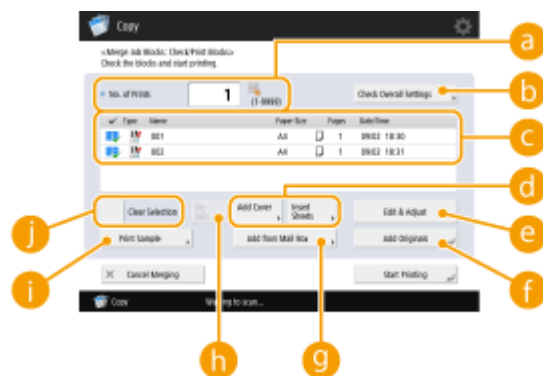 Copy
<Merge Job Blocks: Check/Print Blocks>
Check the blocks and start printing.
a
No. of Prints 1 (1-9999) Check Overall Settings b
✓ Type Name Paper Size Pages Date/Time
001 A4 1 09/02 18:30 c
002 A4 1 09/02 18:31
d
j Clear Selection De- tails Add Cover Insert Sheets Edit & Adjust e
Print Sample Add from Mail Box Add Originals
i h g f
X Cancel Merging Start Printing
Copy Waiting to scan...